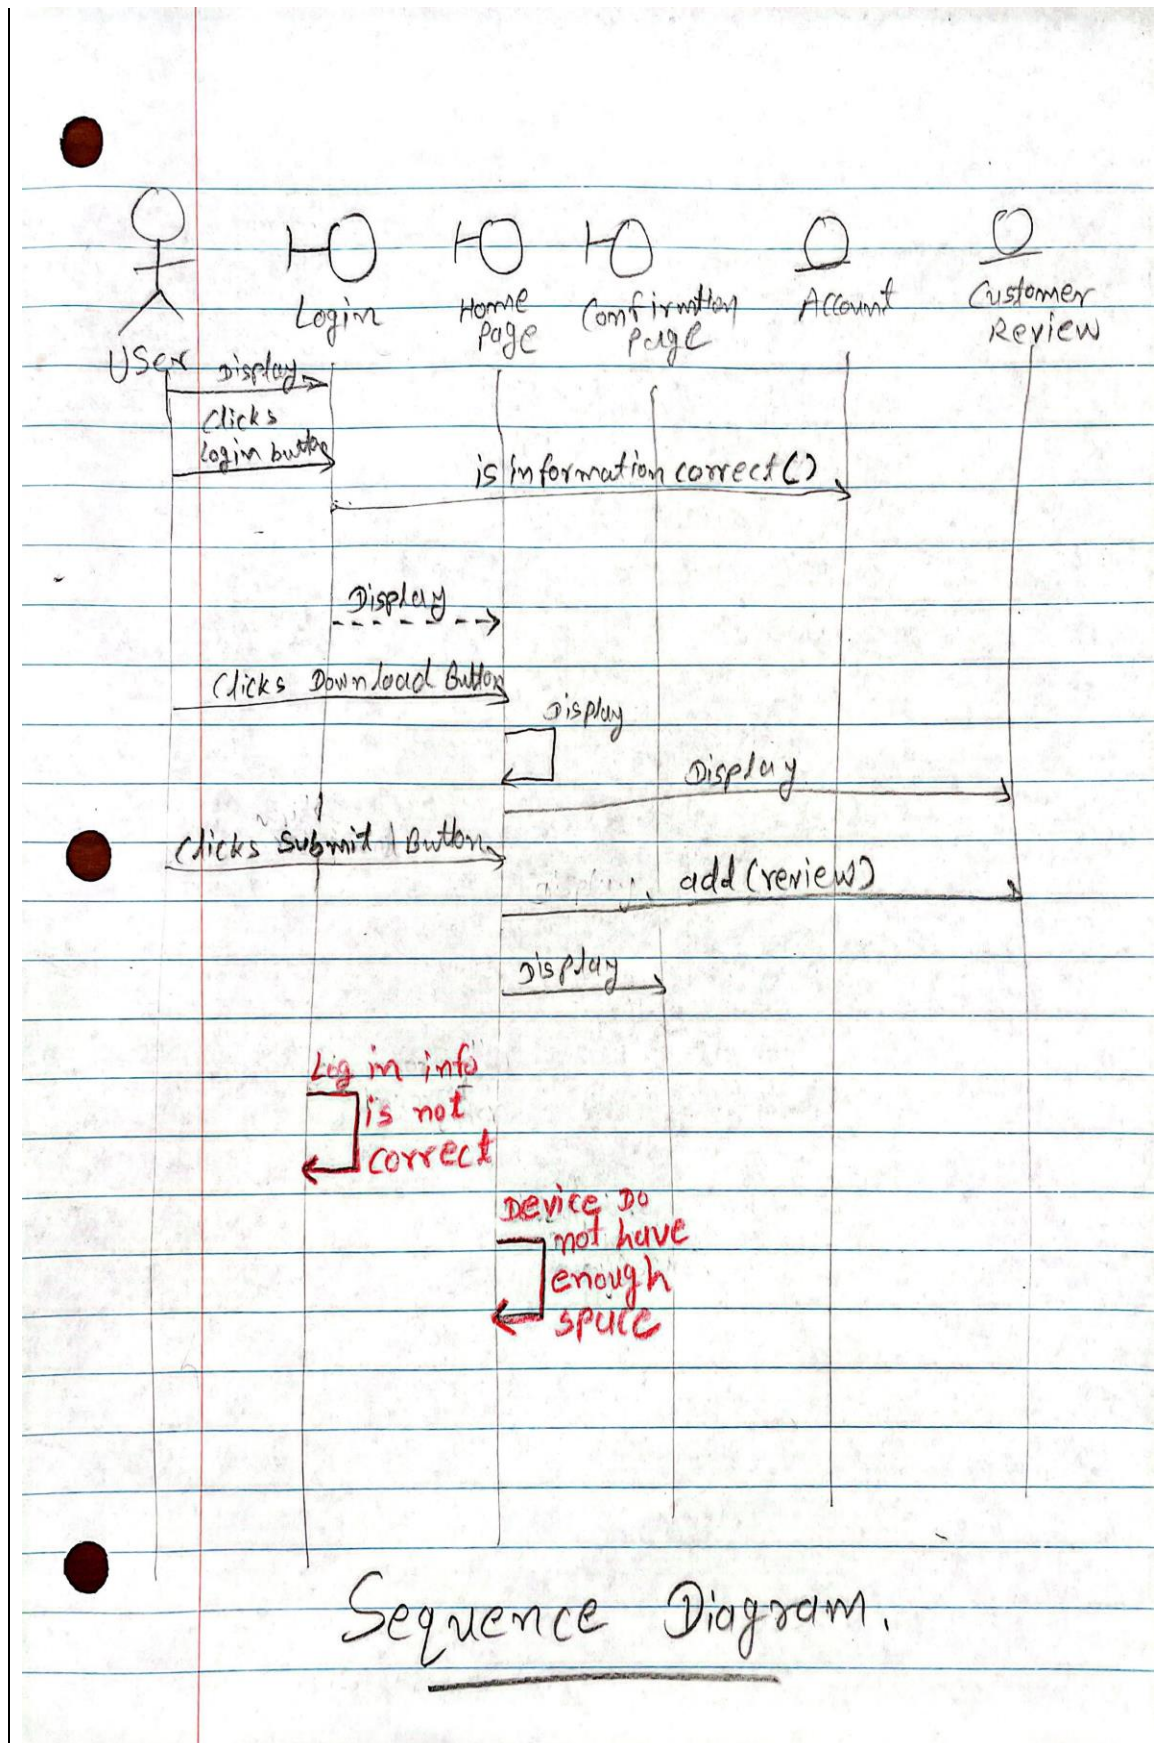 User
Login
Home
Page
Confirmtion
Page
Account
Customer
Review
Display
Clicks
Login button
is information correct()
Display
Clicks Download Button
Display
Display
Clicks Submit Button
add(review)
Display
Log in info
is not
correct
Device Do
not have
enough
space
Sequence Diagram.